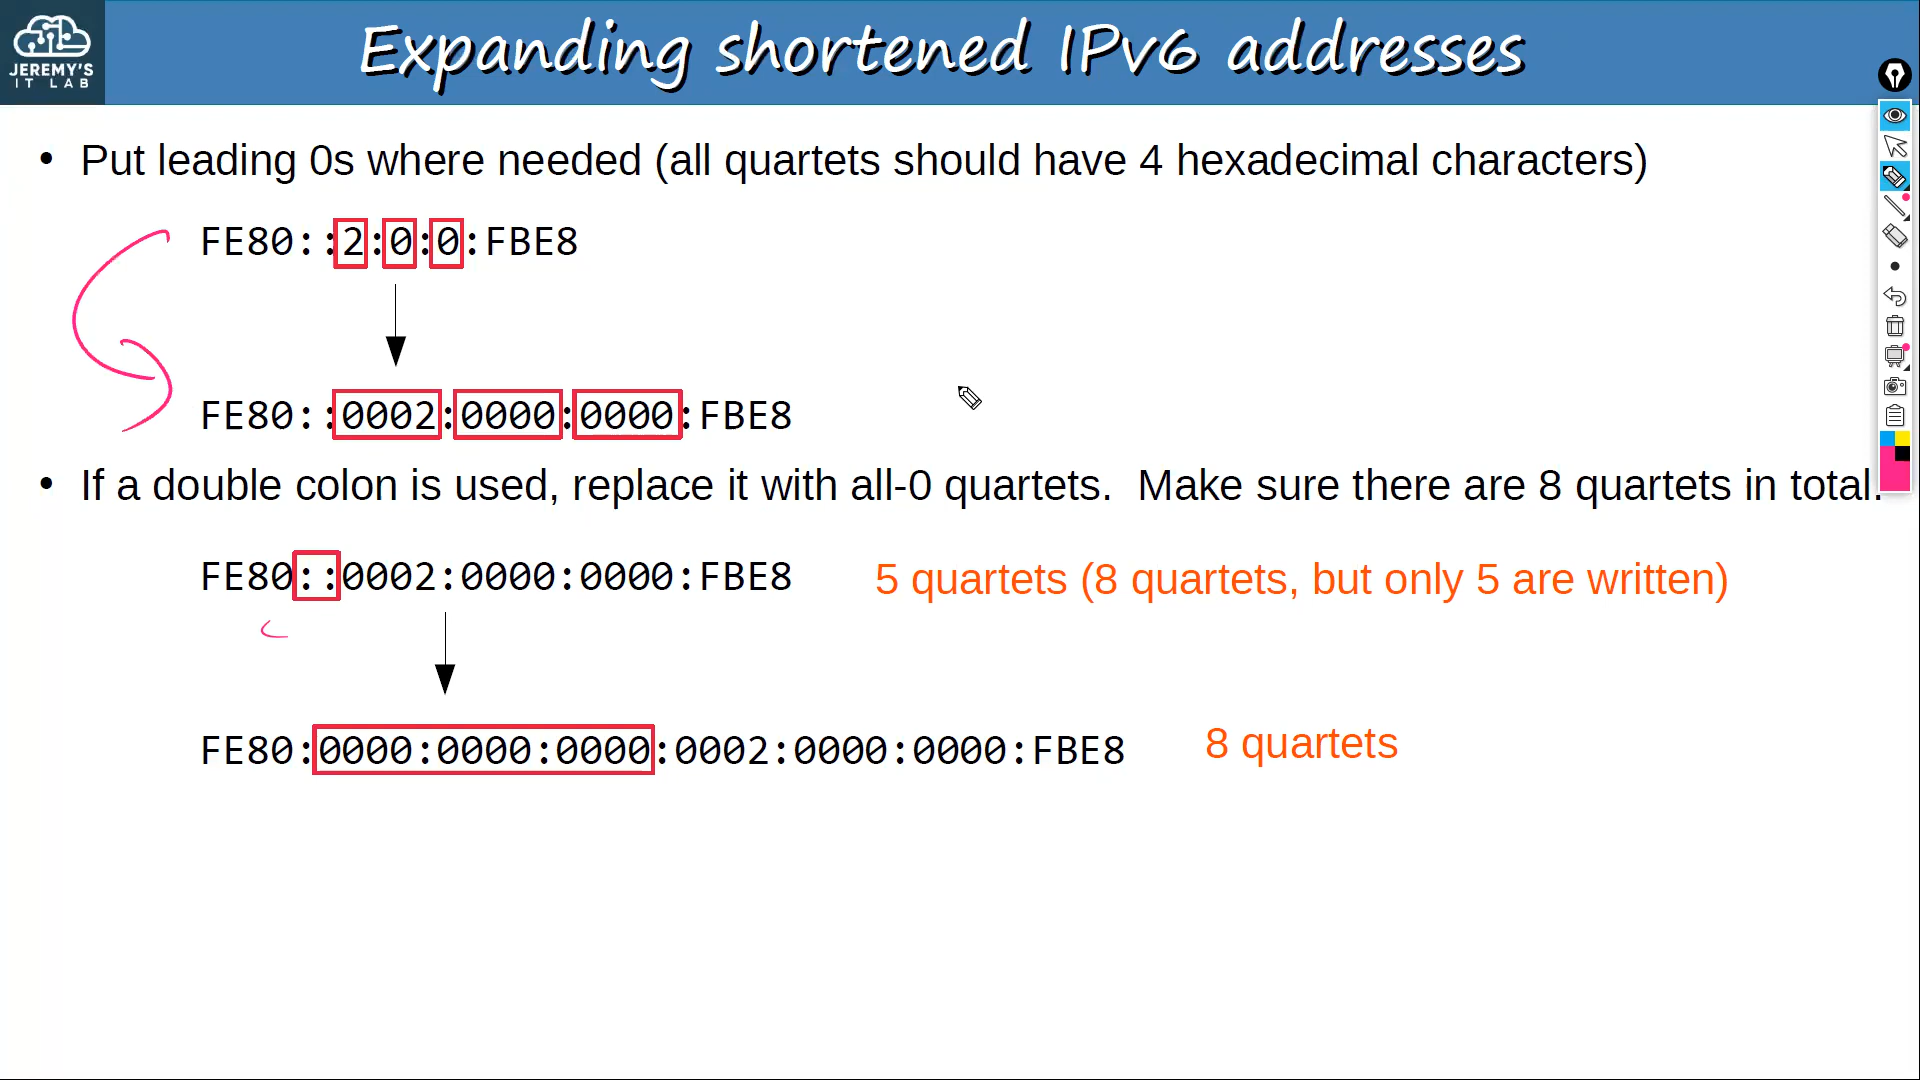 JEREMY'S
IT LAB
Expanding shortened IPv6 addresses
• Put leading 0s where needed (all quartets should have 4 hexadecimal characters)
FE80::2:0:0:FBE8
FE80::0002:0000:0000:FBE8
• If a double colon is used, replace it with all-0 quartets.  Make sure there are 8 quartets in total.
FE80::0002:0000:0000:FBE8
5 quartets (8 quartets, but only 5 are written)
FE80:0000:0000:0000:0002:0000:0000:FBE8
8 quartets